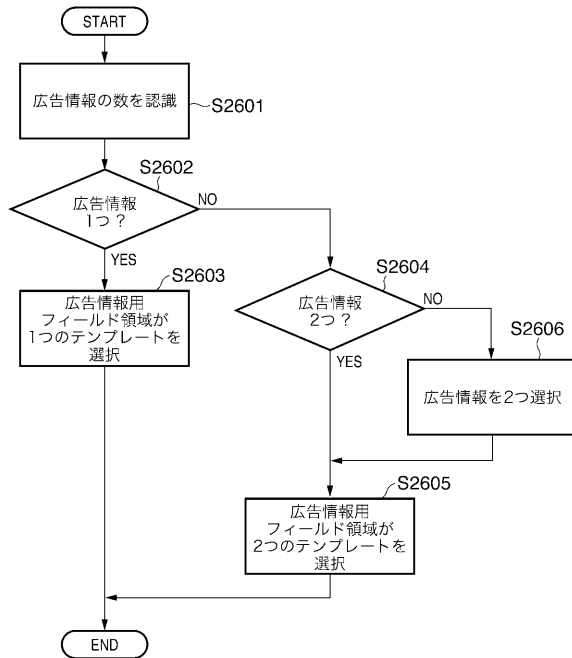 START
広告情報の数を認識
S2601
S2602
広告情報
1つ?
NO
YES
S2603
広告情報用
フィールド領域が
1つのテンプレートを
選択
S2604
広告情報
2つ?
NO
YES
S2606
広告情報を2つ選択
S2605
広告情報用
フィールド領域が
2つのテンプレートを
選択
END